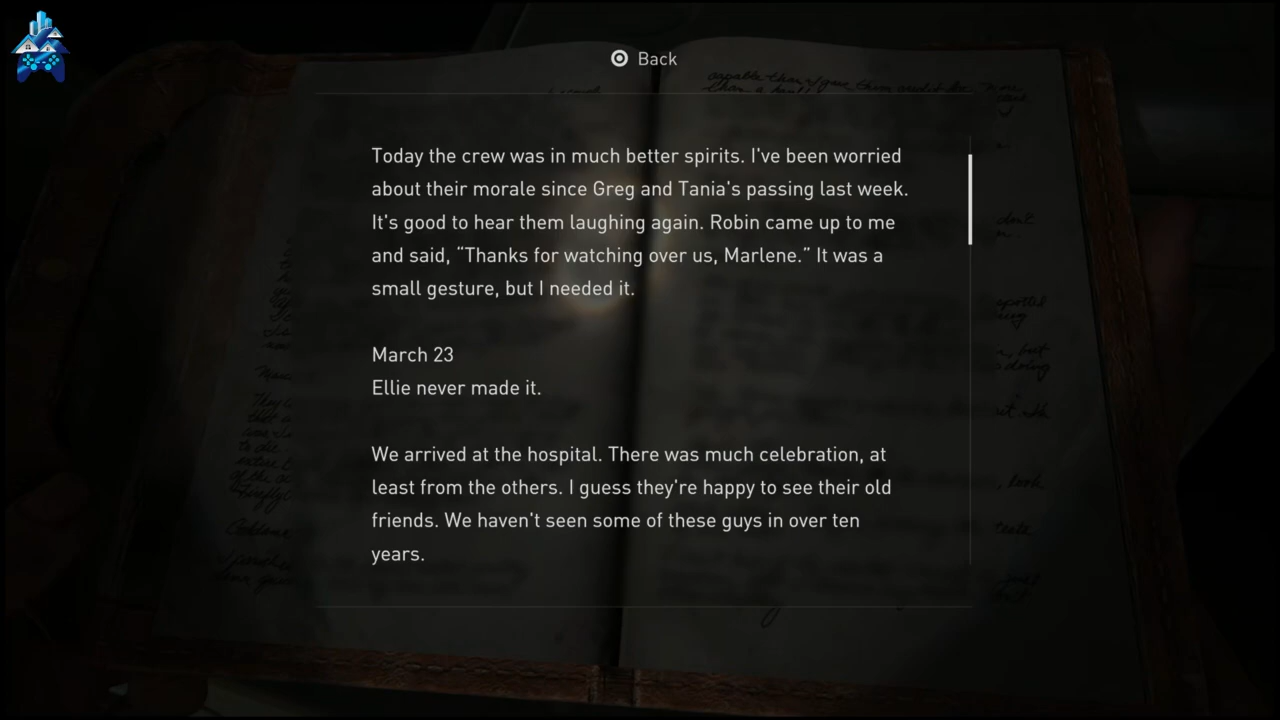 Back
Today the crew was in much better spirits. I've been worried
about their morale since Greg and Tania's passing last week.
It's good to hear them laughing again. Robin came up to me
and said, “Thanks for watching over us, Marlene.” It was a
small gesture, but I needed it.
March 23
Ellie never made it.
We arrived at the hospital. There was much celebration, at
least from the others. I guess they're happy to see their old
friends. We haven't seen some of these guys in over ten
years.